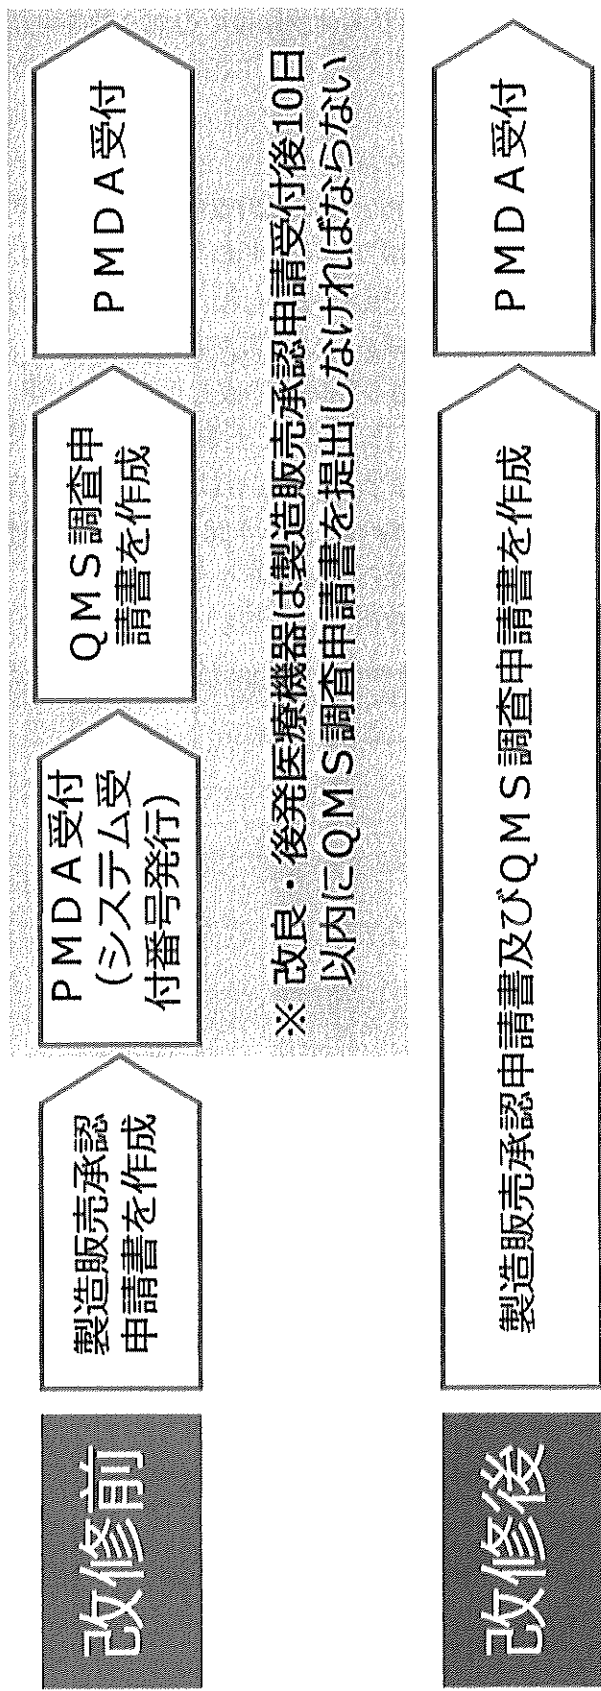 改修前
製造販売承認
申請書を作成
ＰＭＤＡ受付
(システム受
付番号発行)
ＱＭＳ調査申
請書を作成
ＰＭＤＡ受付
※ 改良・後発医療機器は製造販売承認申請受付後10日
以内にＱＭＳ調査申請書を提出しなければならない
改修後
製造販売承認申請書及びＱＭＳ調査申請書を作成
ＰＭＤＡ受付